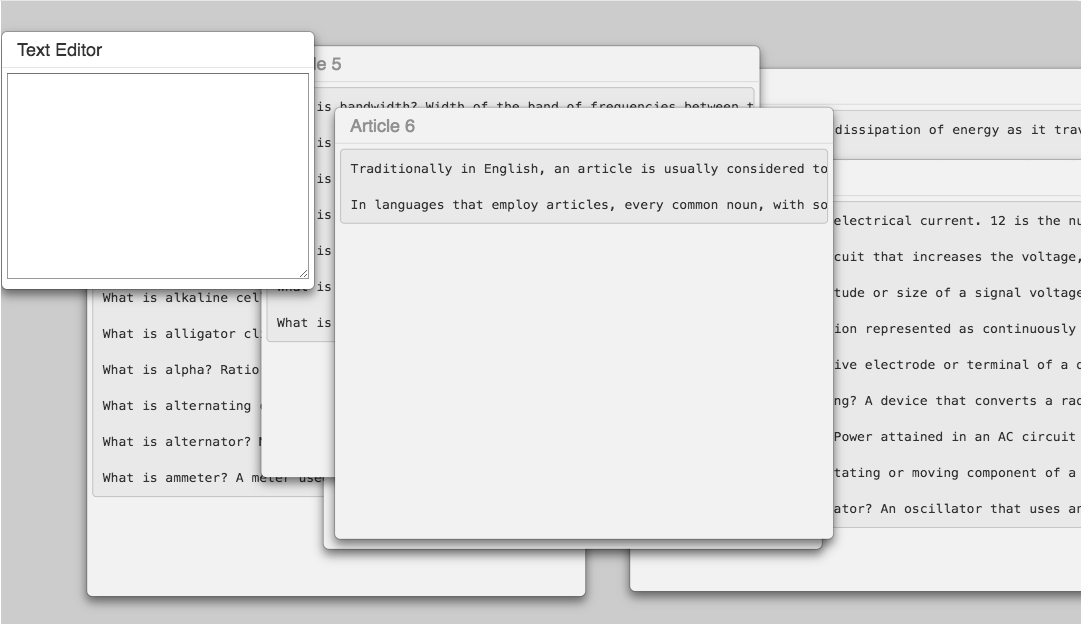 Text Editor
le 5
is bandwidth? Width of the band of frequencies between t
is
is
is
is
What is
What is
Article 6
Traditionally in English, an article is usually considered to
In languages that employ articles, every common noun, with so
What is alkaline cel
What is alligator cl
What is alpha? Ratio
What is alternating
What is alternator?
What is ammeter? A meter use
dissipation of energy as it trav
electrical current. 12 is the nu
cuit that increases the voltage,
tude or size of a signal voltage
ion represented as continuously
ive electrode or terminal of a
ng? A device that converts a rad
Power attained in an AC circuit
tating or moving component of a
ator? An oscillator that uses an